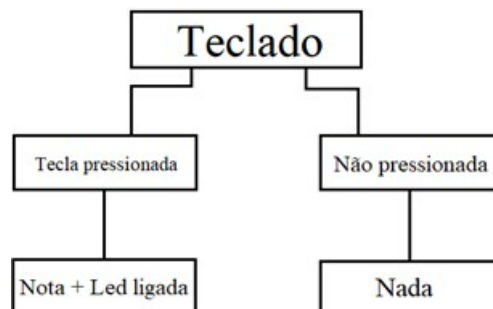 Teclado
Tecla pressionada
Não pressionada
Nota + Led ligada
Nada